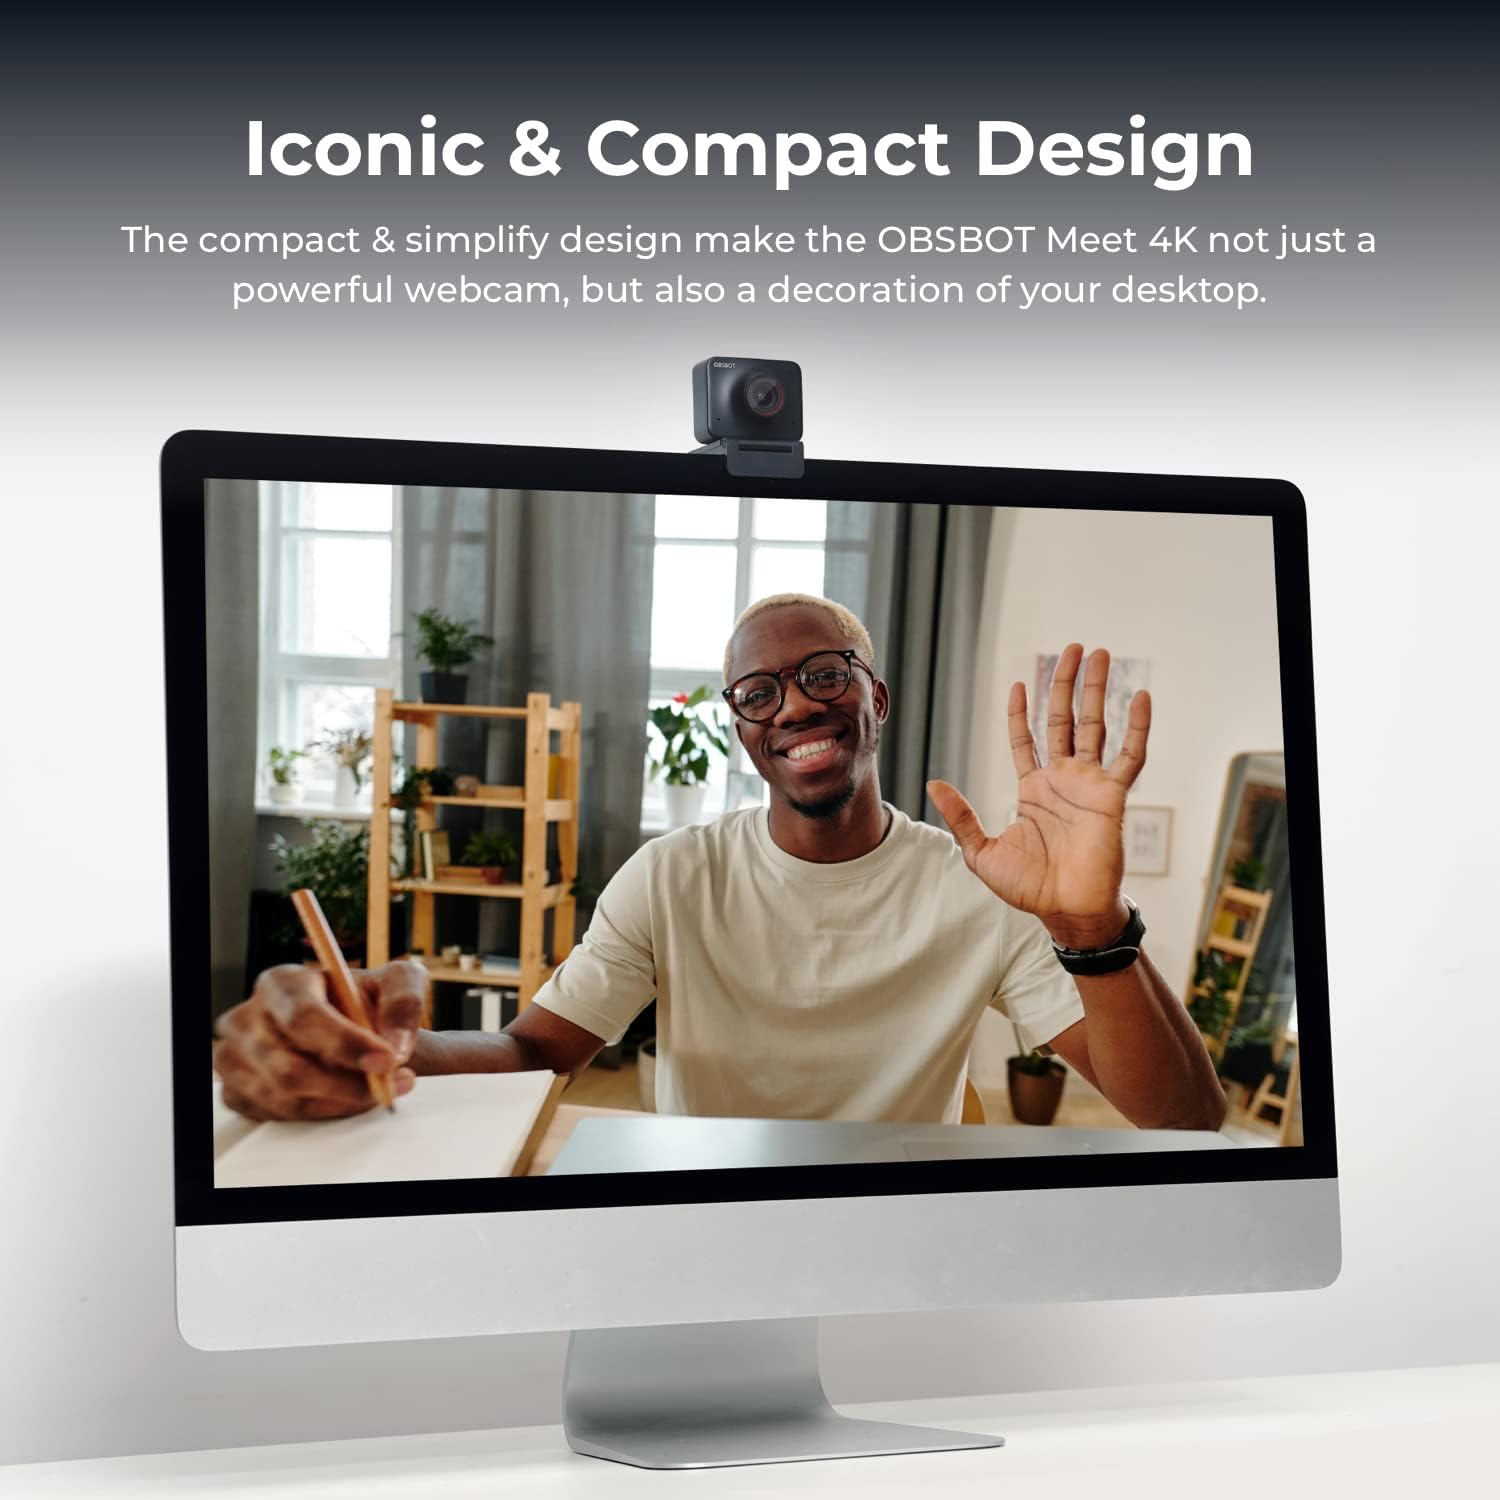 Iconic & Compact Design
The compact & simplify design make the OBSBOT Meet 4K not just a
powerful webcam, but also a decoration of your desktop.
OBSBOT